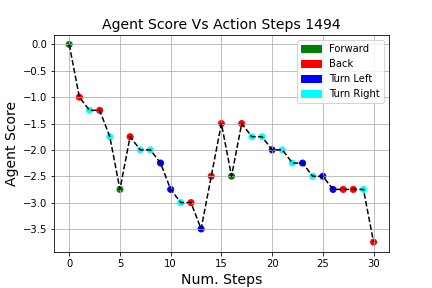 Agent Score Vs Action Steps 1494
Agent Score
0.0
−0.5
−1.0
−1.5
−2.0
−2.5
−3.0
−3.5
Forward
Back
Turn Left
Turn Right
0 5 10 15 20 25 30
Num. Steps